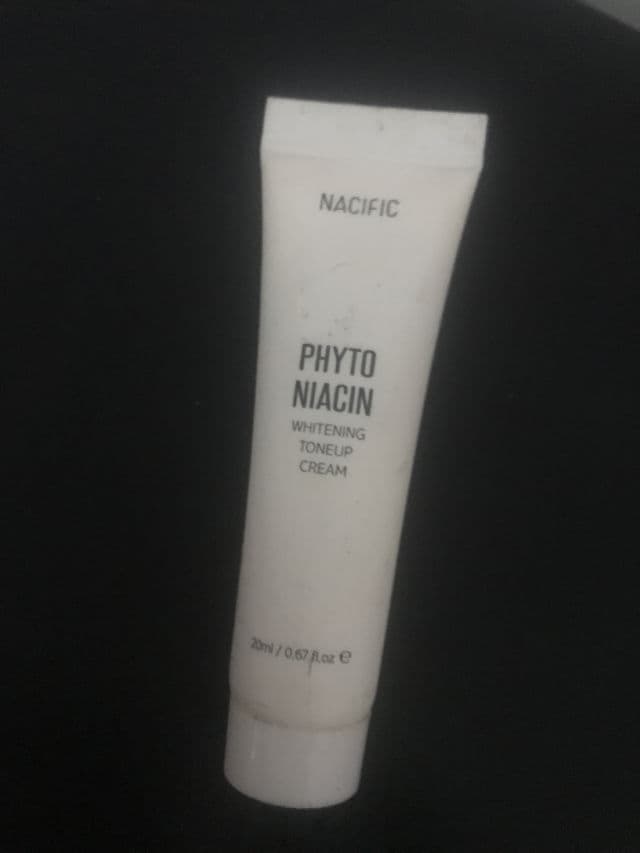 NACIFIC
PHYTO
NIACIN
WHITENING
TONEUP
CREAM
20ml / 0.67 fl.oz ℮